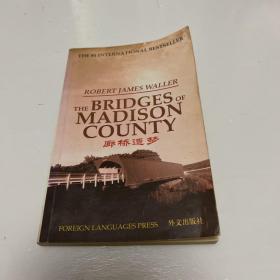 THE #1 INTERNATIONAL BESTSELLER
ROBERT JAMES WALLER
THE BRIDGES OF
MADISON
COUNTY
廊桥遗梦
FOREIGN LANGUAGES PRESS 外文出版社